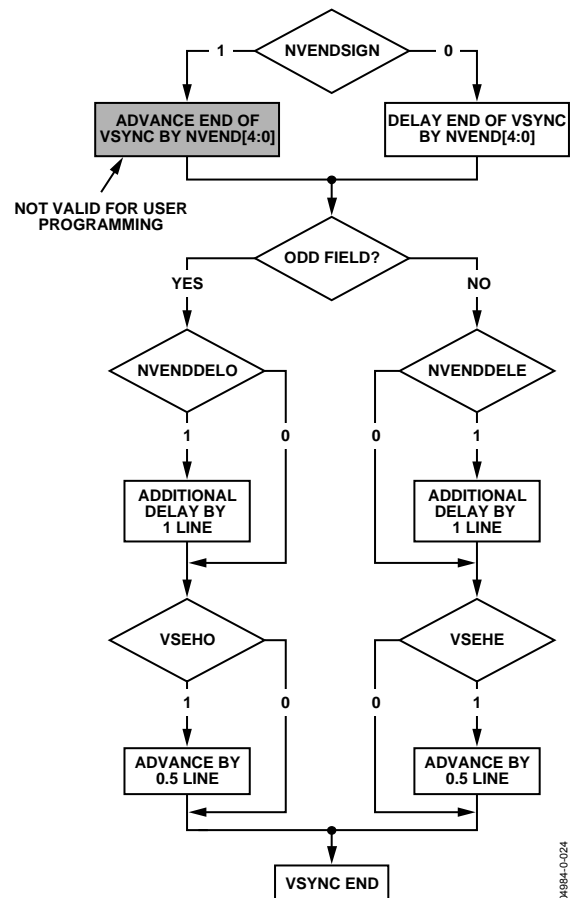 NVENDSIGN
1
0
ADVANCE END OF
VSYNC BY NVEND[4:0]
DELAY END OF VSYNC
BY NVEND[4:0]
NOT VALID FOR USER
PROGRAMMING
ODD FIELD?
YES
NO
NVENDDELO
NVENDDELE
1
0
0
1
ADDITIONAL
DELAY BY
1 LINE
ADDITIONAL
DELAY BY
1 LINE
VSEHO
VSEHE
1
0
0
1
ADVANCE BY
0.5 LINE
ADVANCE BY
0.5 LINE
VSYNC END
04984-0-024